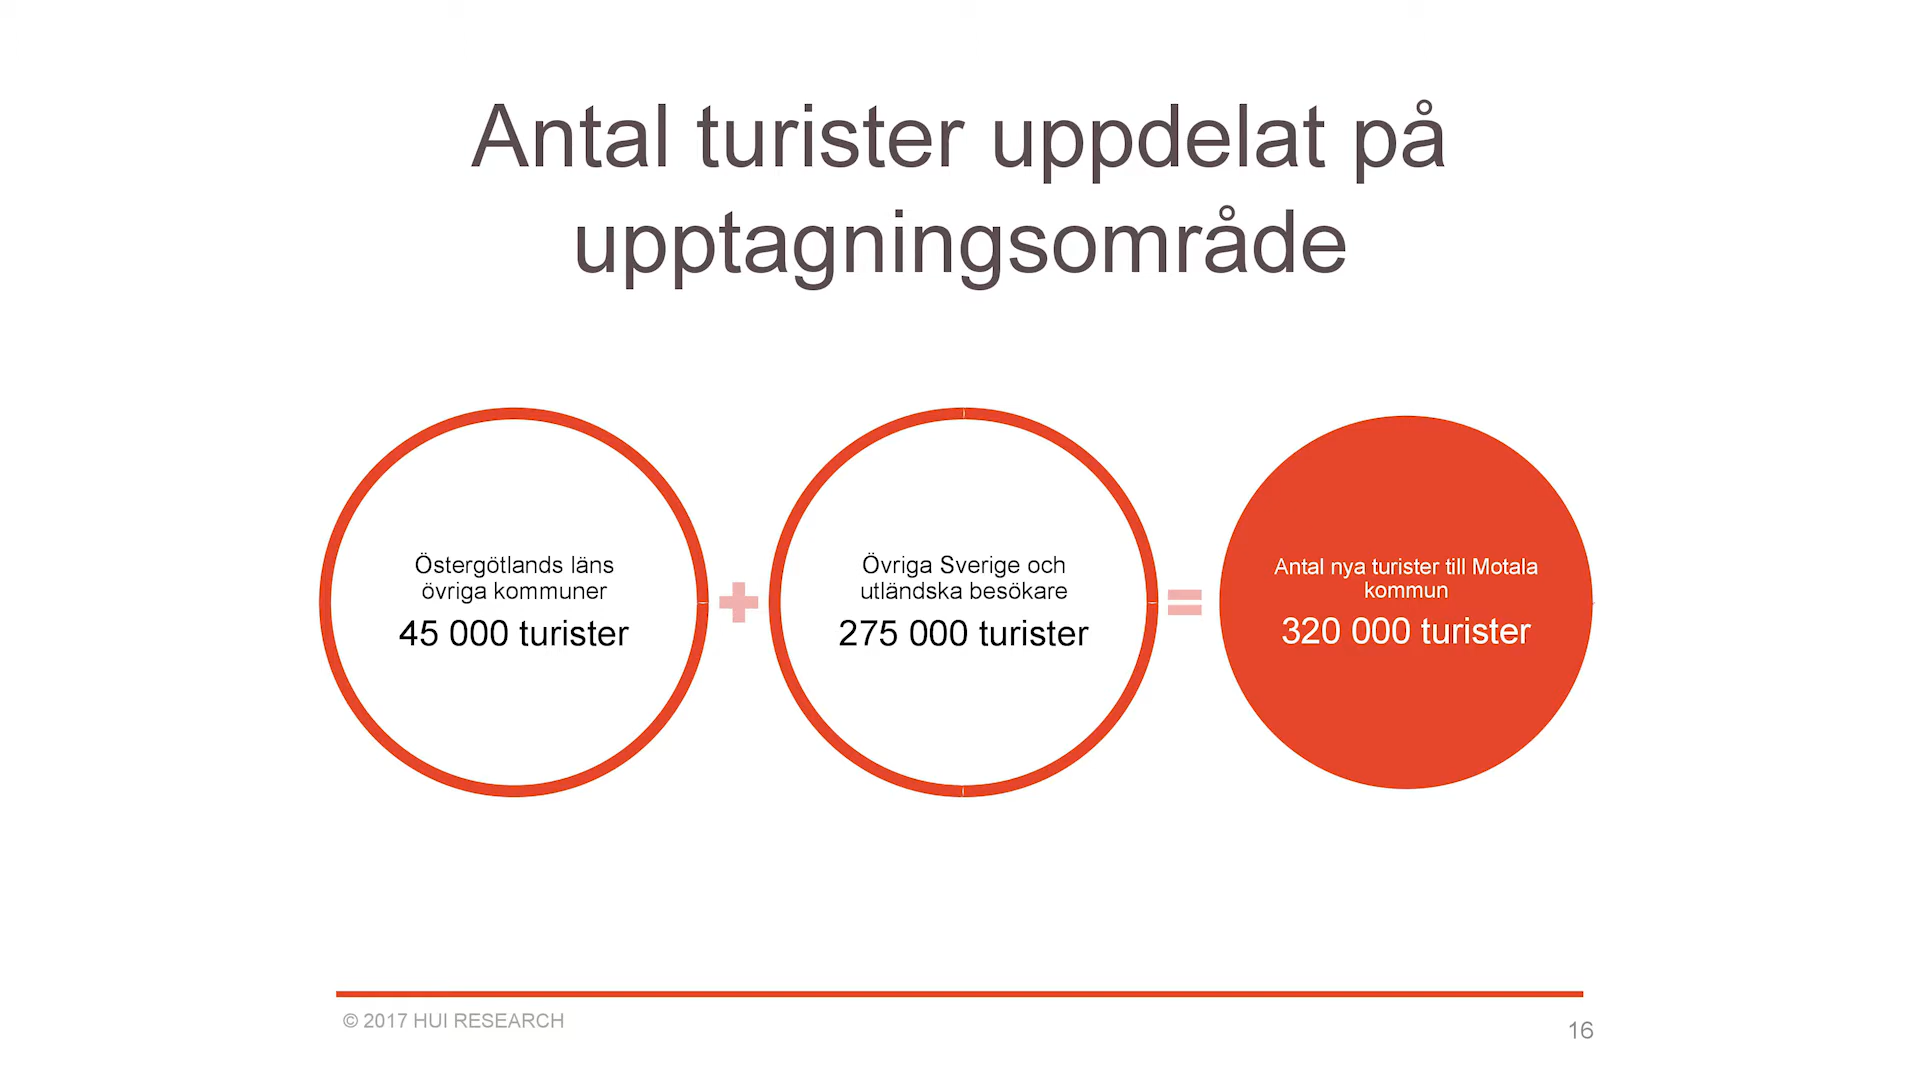 Antal turister uppdelat på
upptagningsområde
Östergötlands läns
övriga kommuner
45 000 turister
Övriga Sverige och
utländska besökare
275 000 turister
Antal nya turister till Motala
kommun
320 000 turister
© 2017 HUI RESEARCH
16